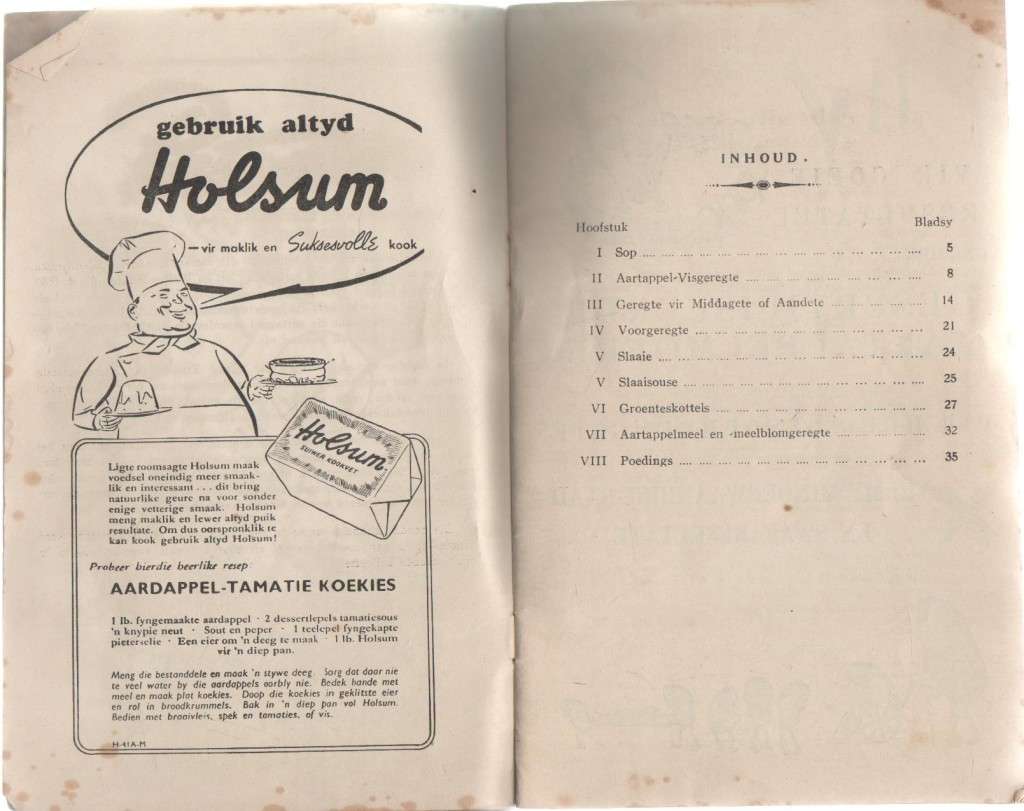 gebruik altyd
Holsum
—vir maklik en Suksesvolle kook
Holsum
SUIWER KOOKVET
Ligte roomsagte Holsum maak
voedsel oneindig meer smaak-
lik en interessant . . . dit bring
natuurlike geure na voor sonder
enige vetterige smaak. Holsum
meng maklik en lewer altyd puik
resultate. Om dus oorspronklik te
kan kook gebruik altyd Holsum!
Probeer hierdie heerlike resep:
AARDAPPEL-TAMATIE KOEKIES
1 lb. fyngemaakte aardappel · 2 dessertlepels tamatiesous
'n knypie neut · Sout en peper · 1 teelepel fyngekapte
pieterselie · Een eier om 'n deeg te maak · 1 lb. Holsum
vir 'n diep pan.
Meng die bestanddele en maak 'n stywe deeg. Sorg dat daar nie
te veel water by die aardappels oorbly nie. Bedek hande met
meel en maak plat koekies. Doop die koekies in geklitste eier
en rol in broodkrummels. Bak in 'n diep pan vol Holsum.
Bedien met braaivleis, spek en tamaties, of vis.
H-41A-M
INHOUD.
Hoofstuk Bladsy
I Sop .... 5
II Aartappel-Visgeregte .... 8
III Geregte vir Middagete of Aandete .... 14
IV Voorgeregte .... 21
V Slaaie .... 24
V Slaaisouse .... 25
VI Groenteskottels .... 27
VII Aartappelmeel en -meelblomgeregte .... 32
VIII Poedings .... 35